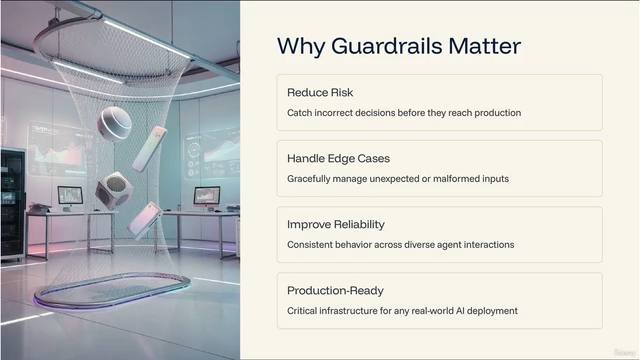 Why Guardrails Matter
Reduce Risk
Catch incorrect decisions before they reach production
Handle Edge Cases
Gracefully manage unexpected or malformed inputs
Improve Reliability
Consistent behavior across diverse agent interactions
Production-Ready
Critical infrastructure for any real-world AI deployment